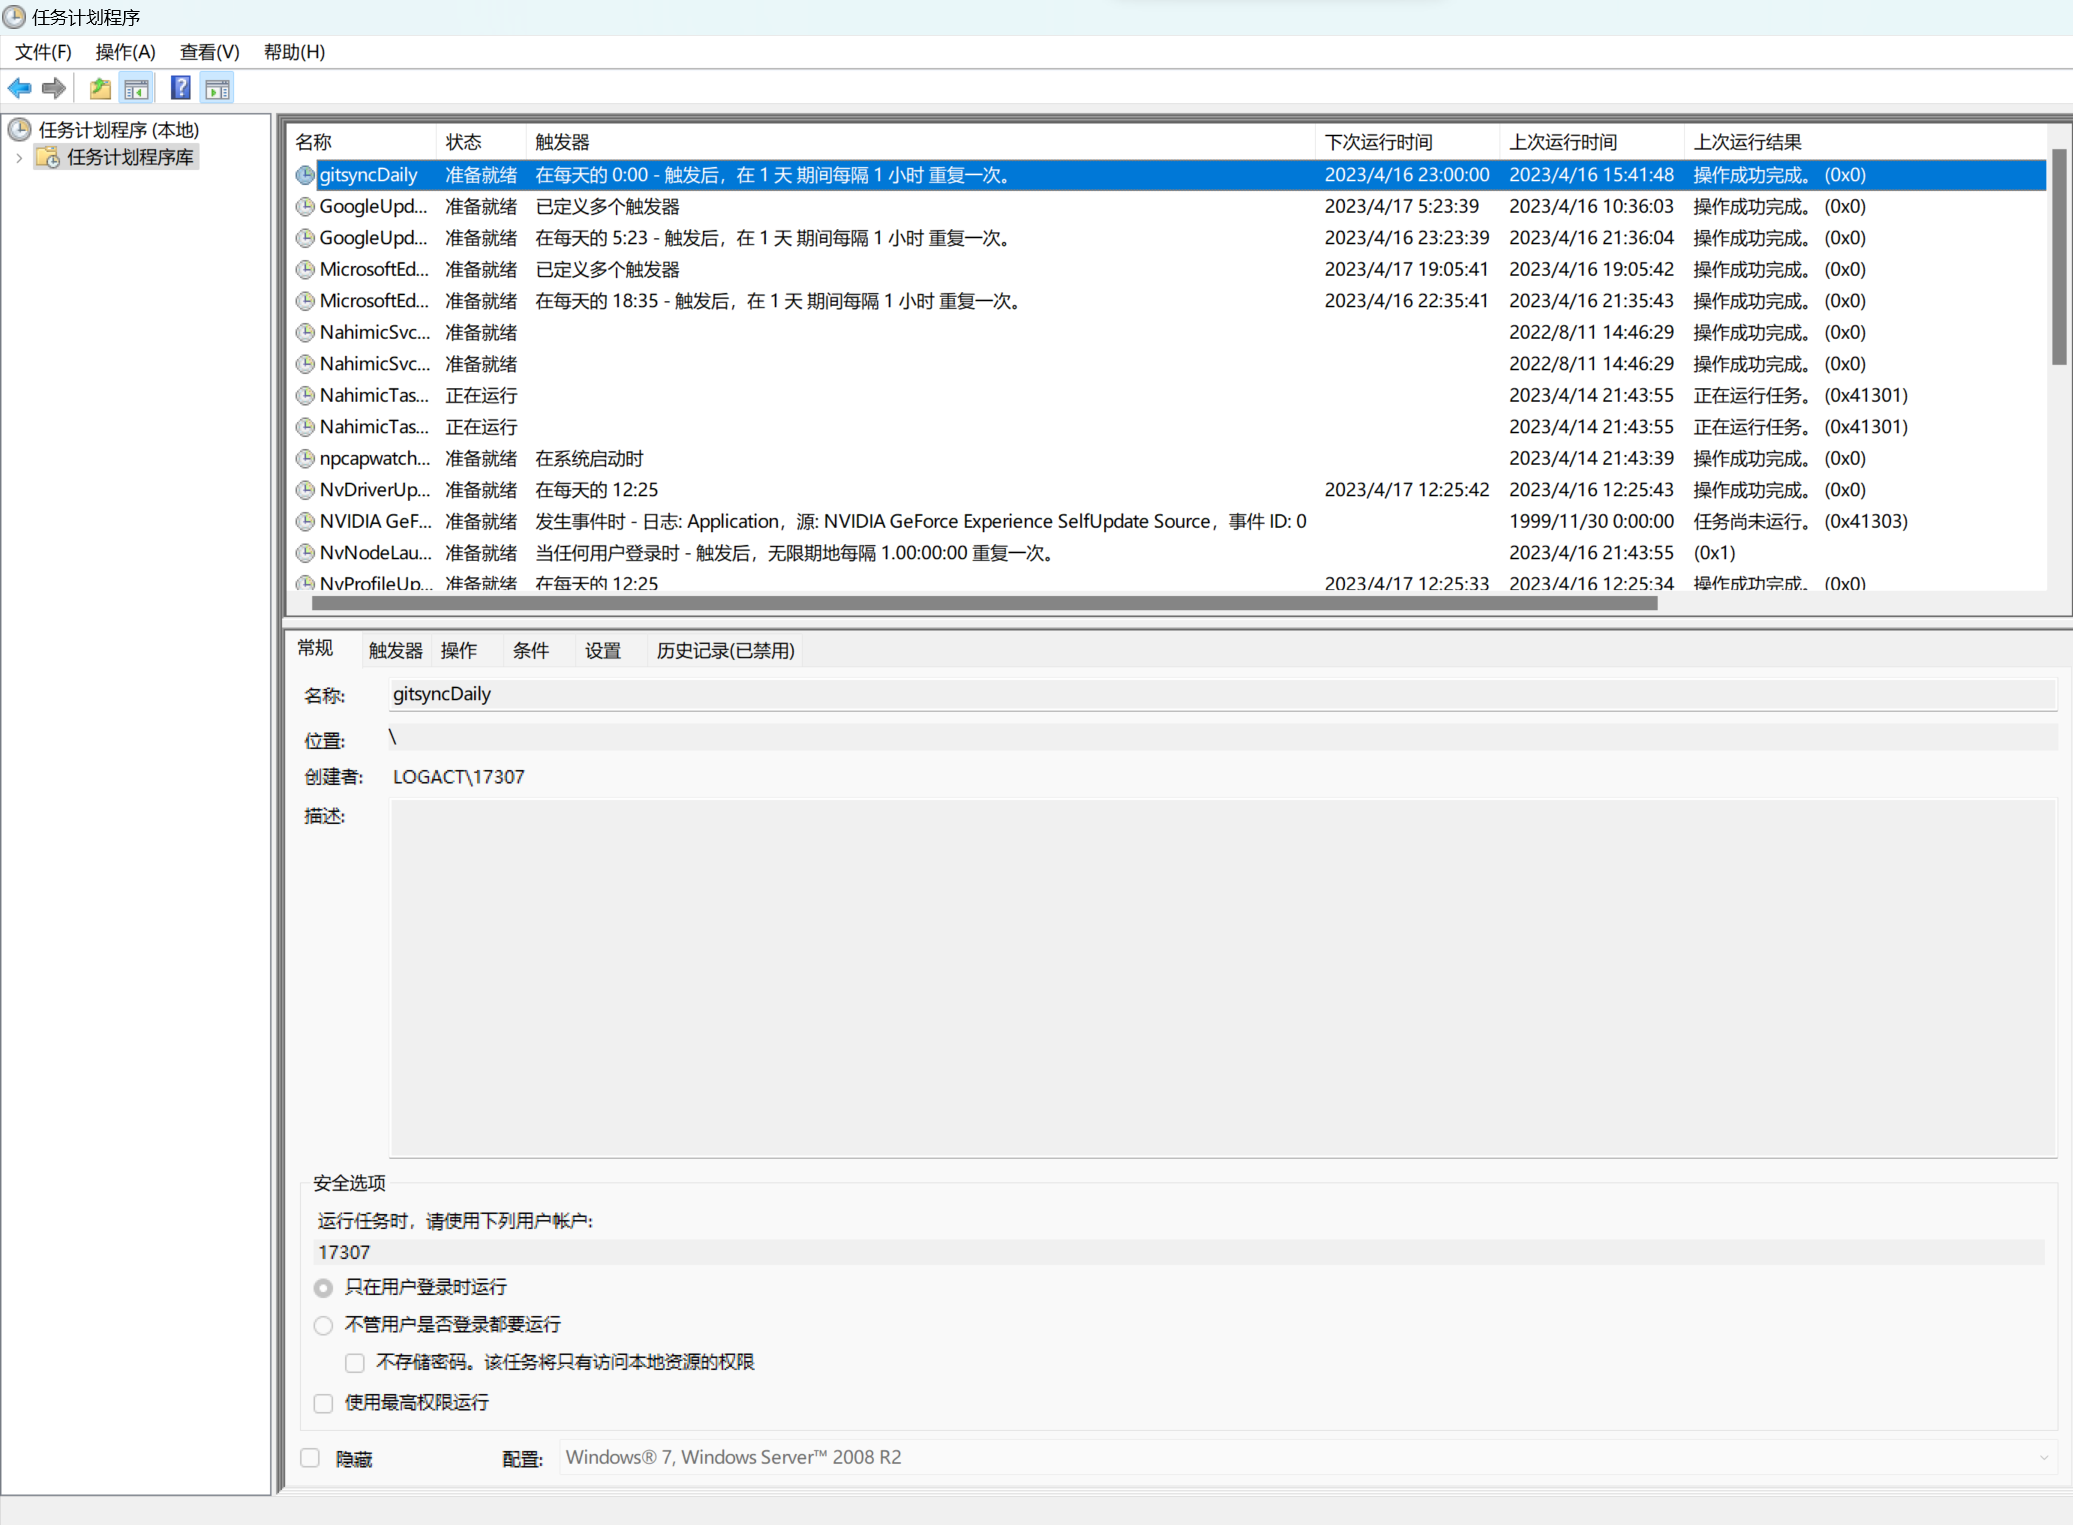 任务计划程序
文件(F) 操作(A) 查看(V) 帮助(H)
任务计划程序 (本地)
任务计划程序库
名称 状态 触发器 下次运行时间 上次运行时间 上次运行结果
gitsyncDaily 准备就绪 在每天的 0:00 - 触发后，在 1 天 期间每隔 1 小时 重复一次。 2023/4/16 23:00:00 2023/4/16 15:41:48 操作成功完成。 (0x0)
GoogleUpd... 准备就绪 已定义多个触发器 2023/4/17 5:23:39 2023/4/16 10:36:03 操作成功完成。 (0x0)
GoogleUpd... 准备就绪 在每天的 5:23 - 触发后，在 1 天 期间每隔 1 小时 重复一次。 2023/4/16 23:23:39 2023/4/16 21:36:04 操作成功完成。 (0x0)
MicrosoftEd... 准备就绪 已定义多个触发器 2023/4/17 19:05:41 2023/4/16 19:05:42 操作成功完成。 (0x0)
MicrosoftEd... 准备就绪 在每天的 18:35 - 触发后，在 1 天 期间每隔 1 小时 重复一次。 2023/4/16 22:35:41 2023/4/16 21:35:43 操作成功完成。 (0x0)
NahimicSvc... 准备就绪 2022/8/11 14:46:29 操作成功完成。 (0x0)
NahimicSvc... 准备就绪 2022/8/11 14:46:29 操作成功完成。 (0x0)
NahimicTas... 正在运行 2023/4/14 21:43:55 正在运行任务。 (0x41301)
NahimicTas... 正在运行 2023/4/14 21:43:55 正在运行任务。 (0x41301)
npcapwatch... 准备就绪 在系统启动时 2023/4/14 21:43:39 操作成功完成。 (0x0)
NvDriverUp... 准备就绪 在每天的 12:25 2023/4/17 12:25:42 2023/4/16 12:25:43 操作成功完成。 (0x0)
NVIDIA GeF... 准备就绪 发生事件时 - 日志: Application，源: NVIDIA GeForce Experience SelfUpdate Source，事件 ID: 0 1999/11/30 0:00:00 任务尚未运行。 (0x41303)
NvNodeLau... 准备就绪 当任何用户登录时 - 触发后，无限期地每隔 1.00:00:00 重复一次。 2023/4/16 21:43:55 (0x1)
NvProfileUp... 准备就绪 在每天的 12:25 2023/4/17 12:25:33 2023/4/16 12:25:34 操作成功完成。 (0x0)
常规 触发器 操作 条件 设置 历史记录(已禁用)
名称: gitsyncDaily
位置: \
创建者: LOGACT\17307
描述:
安全选项
运行任务时，请使用下列用户帐户:
17307
只在用户登录时运行
不管用户是否登录都要运行
不存储密码。该任务将只有访问本地资源的权限
使用最高权限运行
隐藏 配置: Windows® 7, Windows Server™ 2008 R2